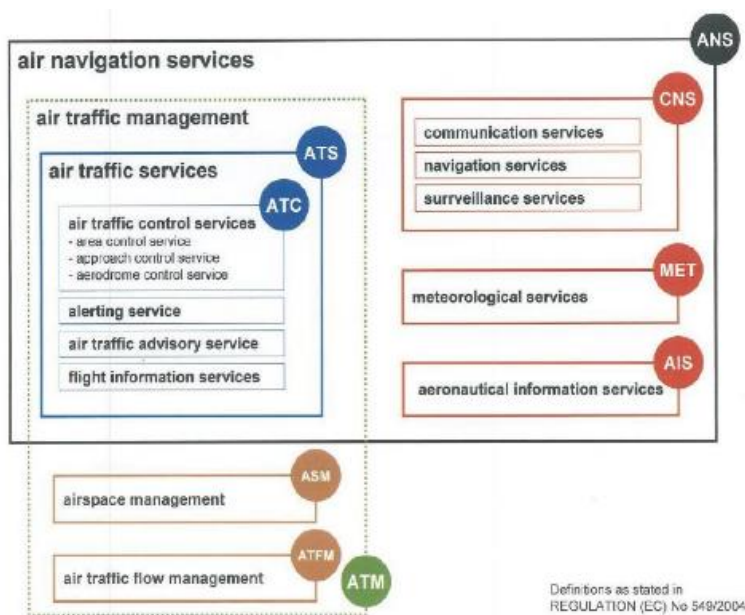 ANS
air navigation services
air traffic management
ATS
air traffic services
ATC
air traffic control services
- area control service
- approach control service
- aerodrome control service
alerting service
air traffic advisory service
flight information services
CNS
communication services
navigation services
surrveillance services
MET
meteorological services
AIS
aeronautical information services
ASM
airspace management
ATFM
air traffic flow management
ATM
Definitions as stated in
REGULATION (EC) No 549/2004